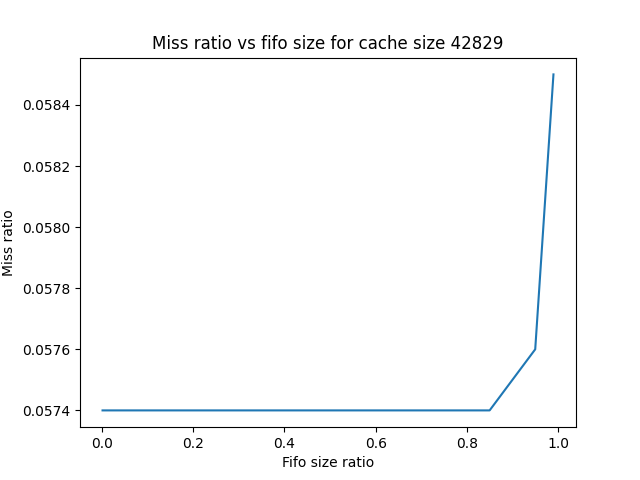 Miss ratio vs fifo size for cache size 42829
0.0584
0.0582
0.0580
0.0578
0.0576
0.0574
Miss ratio
0.0 0.2 0.4 0.6 0.8 1.0
Fifo size ratio